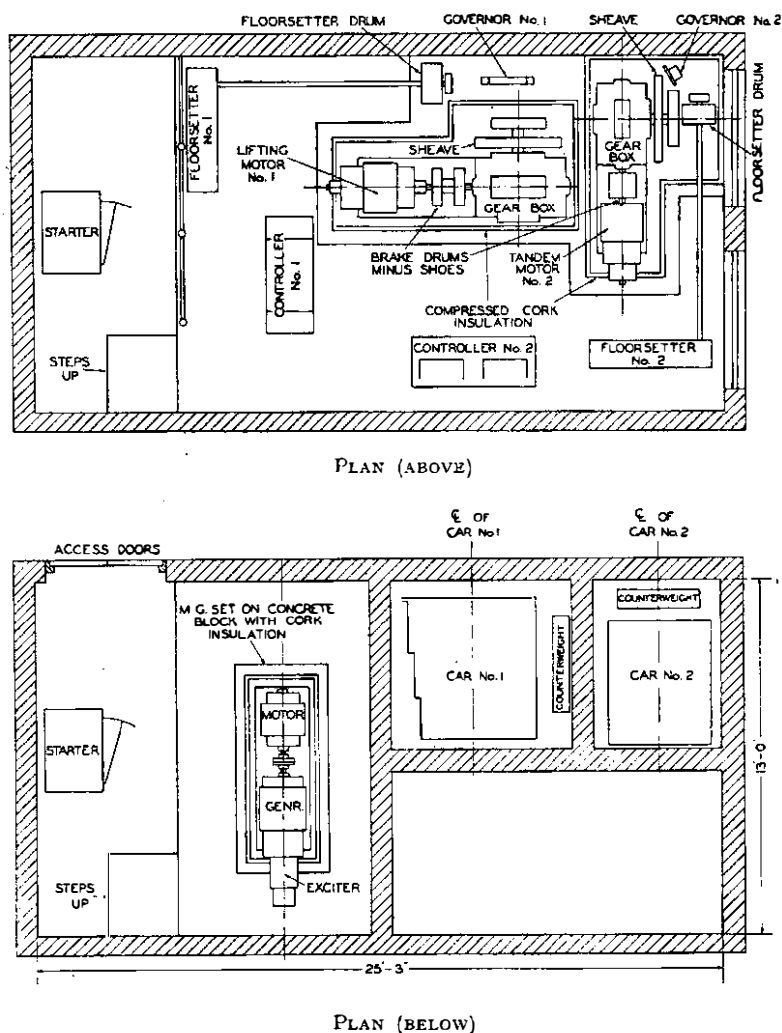 FLOORSETTER DRUM
GOVERNOR No. 1
SHEAVE
GOVERNOR No. 2
FLOORSETTER
No. 1
LIFTING
MOTOR
No. 1
SHEAVE
GEAR BOX
GEAR
BOX
FLOORSETTER DRUM
STARTER
CONTROLLER
No. 1
BRAKE DRUMS
MINUS SHOES
TANDEM
MOTOR
No. 2
COMPRESSED CORK
INSULATION
STEPS
UP
CONTROLLER No. 2
FLOORSETTER
No. 2
PLAN (ABOVE)
ACCESS DOORS
℄ OF
CAR No 1
℄ OF
CAR No. 2
M G. SET ON CONCRETE
BLOCK WITH CORK
INSULATION
COUNTERWEIGHT
COUNTERWEIGHT
CAR No. 1
CAR No. 2
STARTER
MOTOR
GENR.
13'-0
STEPS
UP
EXCITER
25'-3"
PLAN (BELOW)